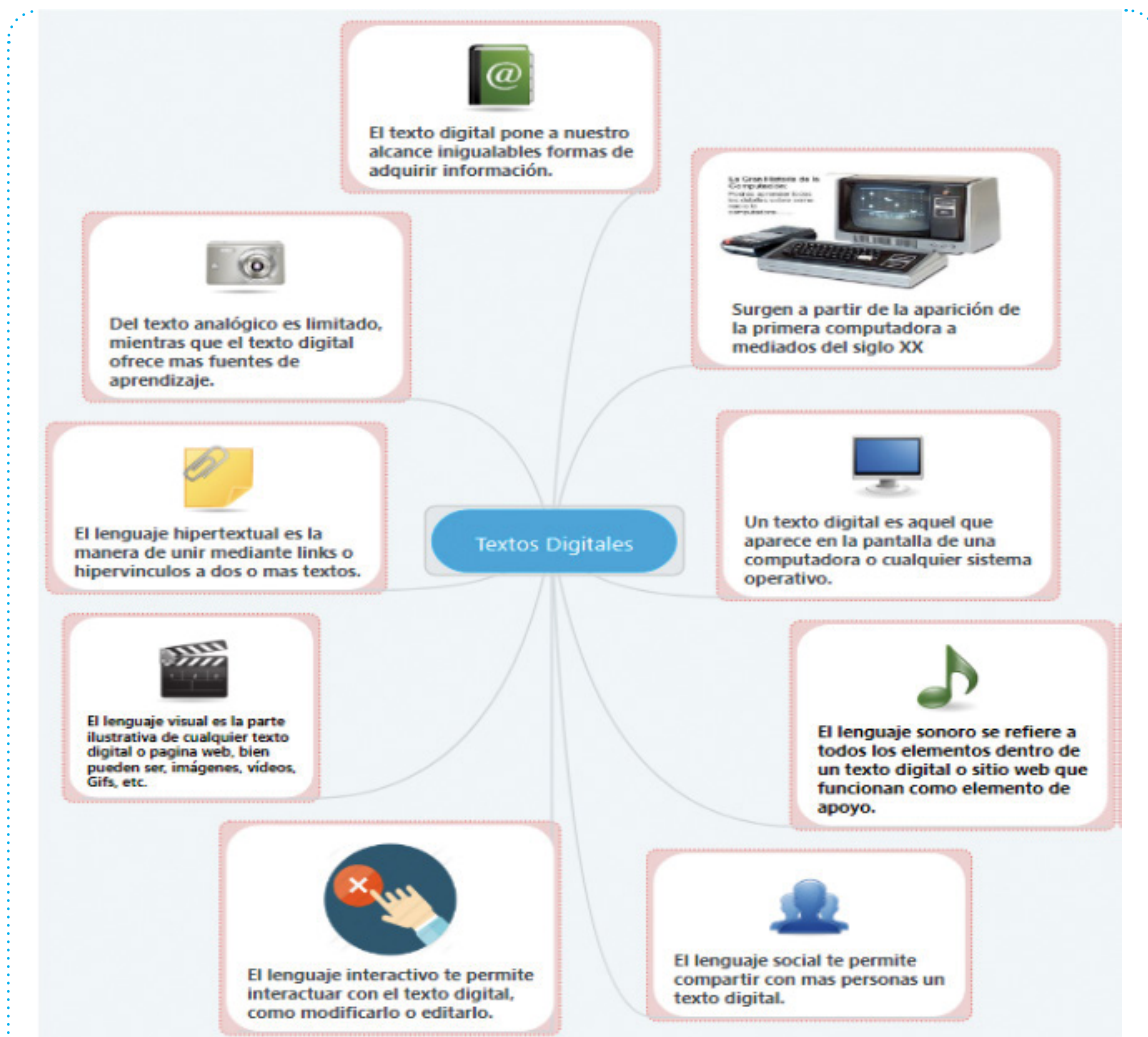 El texto digital pone a nuestro
alcance inigualables formas de
adquirir información.
La Gran Historia de la
Computación:
Surgen a partir de la aparición de
la primera computadora a
mediados del siglo XX
Del texto analógico es limitado,
mientras que el texto digital
ofrece mas fuentes de
aprendizaje.
El lenguaje hipertextual es la
manera de unir mediante links o
hipervínculos a dos o mas textos.
Textos Digitales
Un texto digital es aquel que
aparece en la pantalla de una
computadora o cualquier sistema
operativo.
El lenguaje visual es la parte
ilustrativa de cualquier texto
digital o pagina web, bien
pueden ser, imágenes, vídeos,
Gifs, etc.
El lenguaje sonoro se refiere a
todos los elementos dentro de
un texto digital o sitio web que
funcionan como elemento de
apoyo.
El lenguaje interactivo te permite
interactuar con el texto digital,
como modificarlo o editarlo.
El lenguaje social te permite
compartir con mas personas un
texto digital.